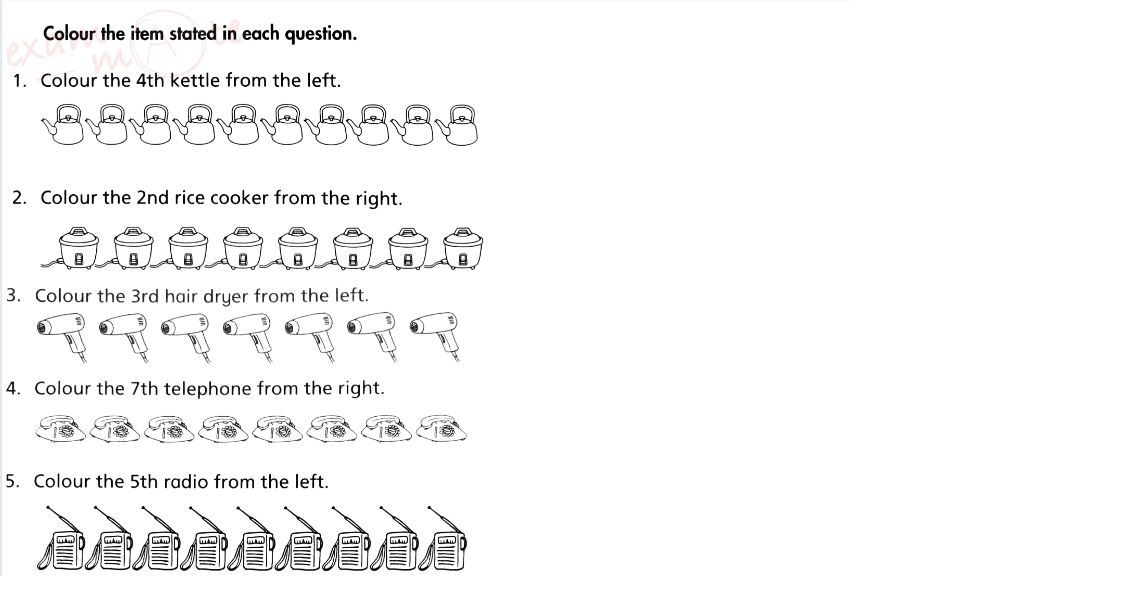 Colour the item stated in each question.
1. Colour the 4th kettle from the left.
2. Colour the 2nd rice cooker from the right.
3. Colour the 3rd hair dryer from the left.
4. Colour the 7th telephone from the right.
5. Colour the 5th radio from the left.